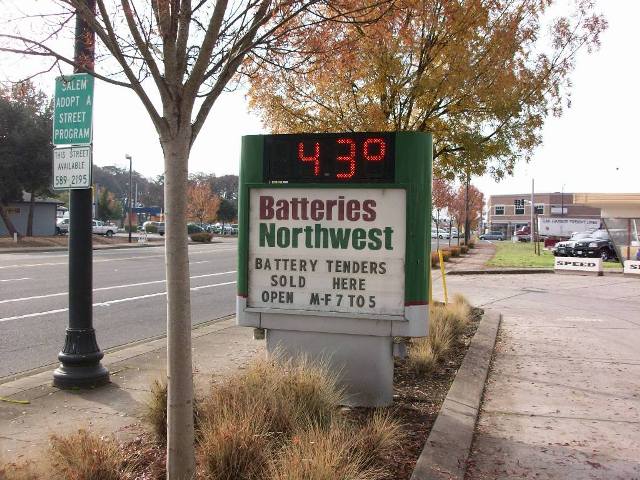 SALEM
ADOPT A
STREET
PROGRAM
THIS STREET
AVAILABLE
589 2195
43°
Batteries
Northwest
BATTERY TENDERS
SOLD HERE
OPEN M-F 7 TO 5
SPEED